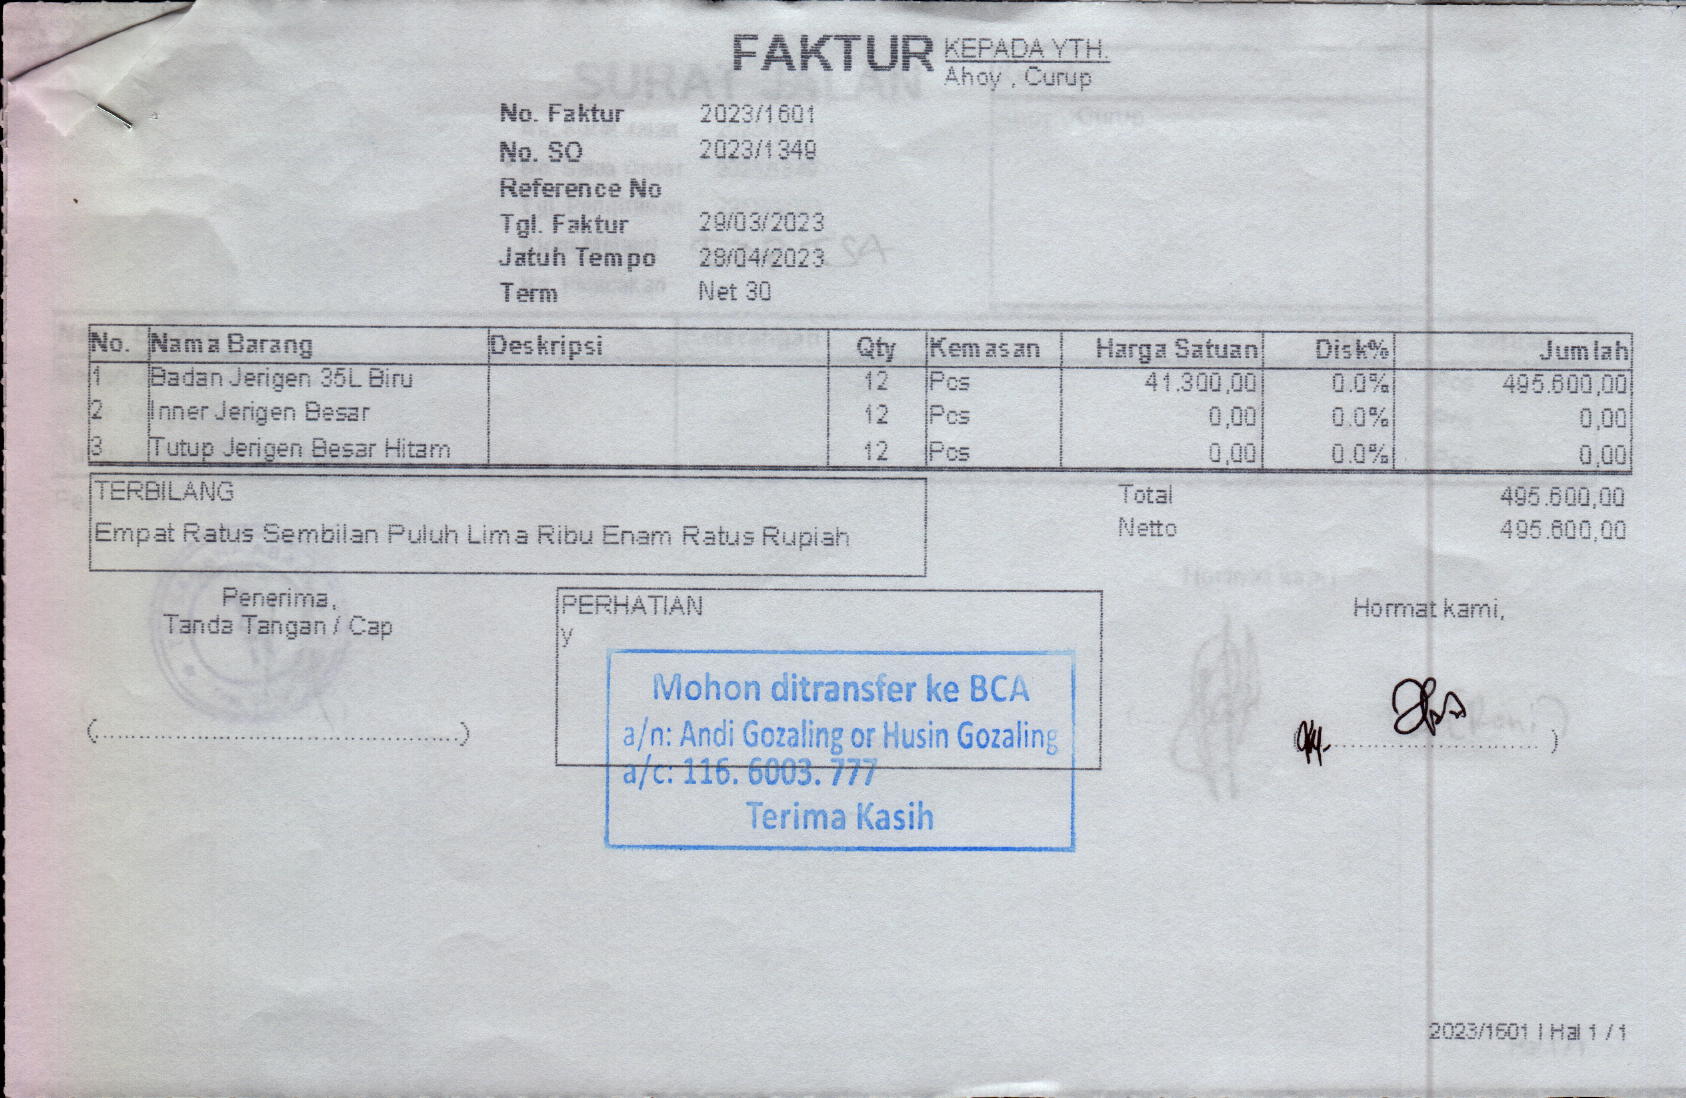 FAKTUR
KEPADA YTH.
Ahoy , Curup
No. Faktur 2023/1601
No. SO 2023/1349
Reference No
Tgl. Faktur 29/03/2023
Jatuh Tempo 28/04/2023
Term Net 30
No. Nama Barang Deskripsi Qty Kemasan Harga Satuan Disk% Jumlah
1 Badan Jerigen 35L Biru 12 Pcs 41.300,00 0.0% 495.600,00
2 Inner Jerigen Besar 12 Pcs 0,00 0.0% 0,00
3 Tutup Jerigen Besar Hitam 12 Pcs 0,00 0.0% 0,00
TERBILANG
Empat Ratus Sembilan Puluh Lima Ribu Enam Ratus Rupiah
Total 495.600,00
Netto 495.600,00
Penerima,
Tanda Tangan / Cap
(..................................................)
PERHATIAN
y
Mohon ditransfer ke BCA
a/n: Andi Gozaling or Husin Gozaling
a/c: 116. 6003. 777
Terima Kasih
Hormat kami,
2023/1601 | Hal 1 / 1